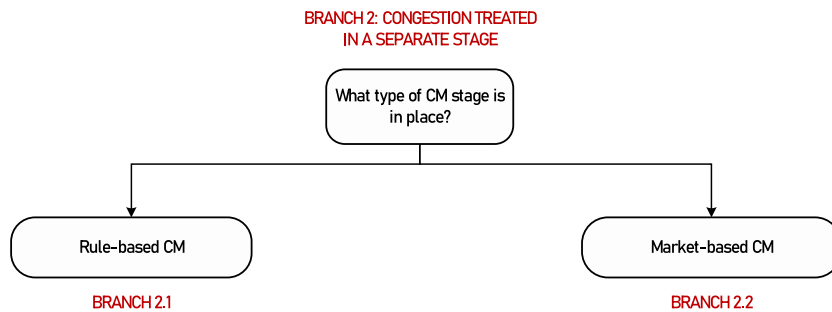 BRANCH 2: CONGESTION TREATED
IN A SEPARATE STAGE
What type of CM stage is
in place?
Rule-based CM
Market-based CM
BRANCH 2.1
BRANCH 2.2